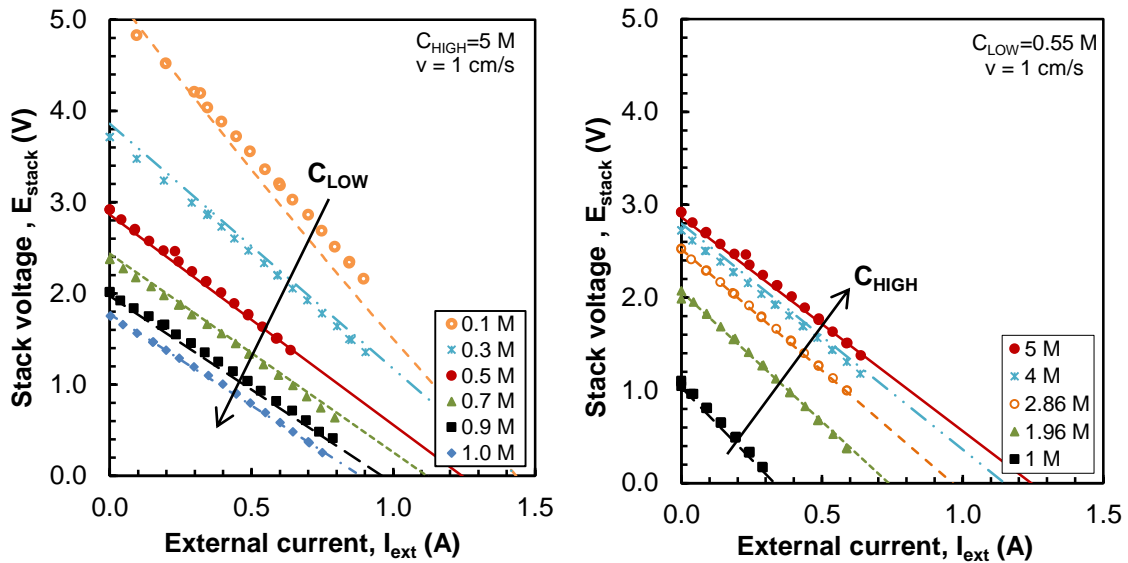 5.0
4.0
3.0
2.0
1.0
0.0
0.0 0.5 1.0 1.5
Stack voltage , E_stack (V)
External current, I_ext (A)
C_HIGH=5 M
v = 1 cm/s
C_LOW
0.1 M
0.3 M
0.5 M
0.7 M
0.9 M
1.0 M
5.0
4.0
3.0
2.0
1.0
0.0
0.0 0.5 1.0 1.5
Stack voltage , E_stack (V)
External current, I_ext (A)
C_LOW=0.55 M
v = 1 cm/s
C_HIGH
5 M
4 M
2.86 M
1.96 M
1 M